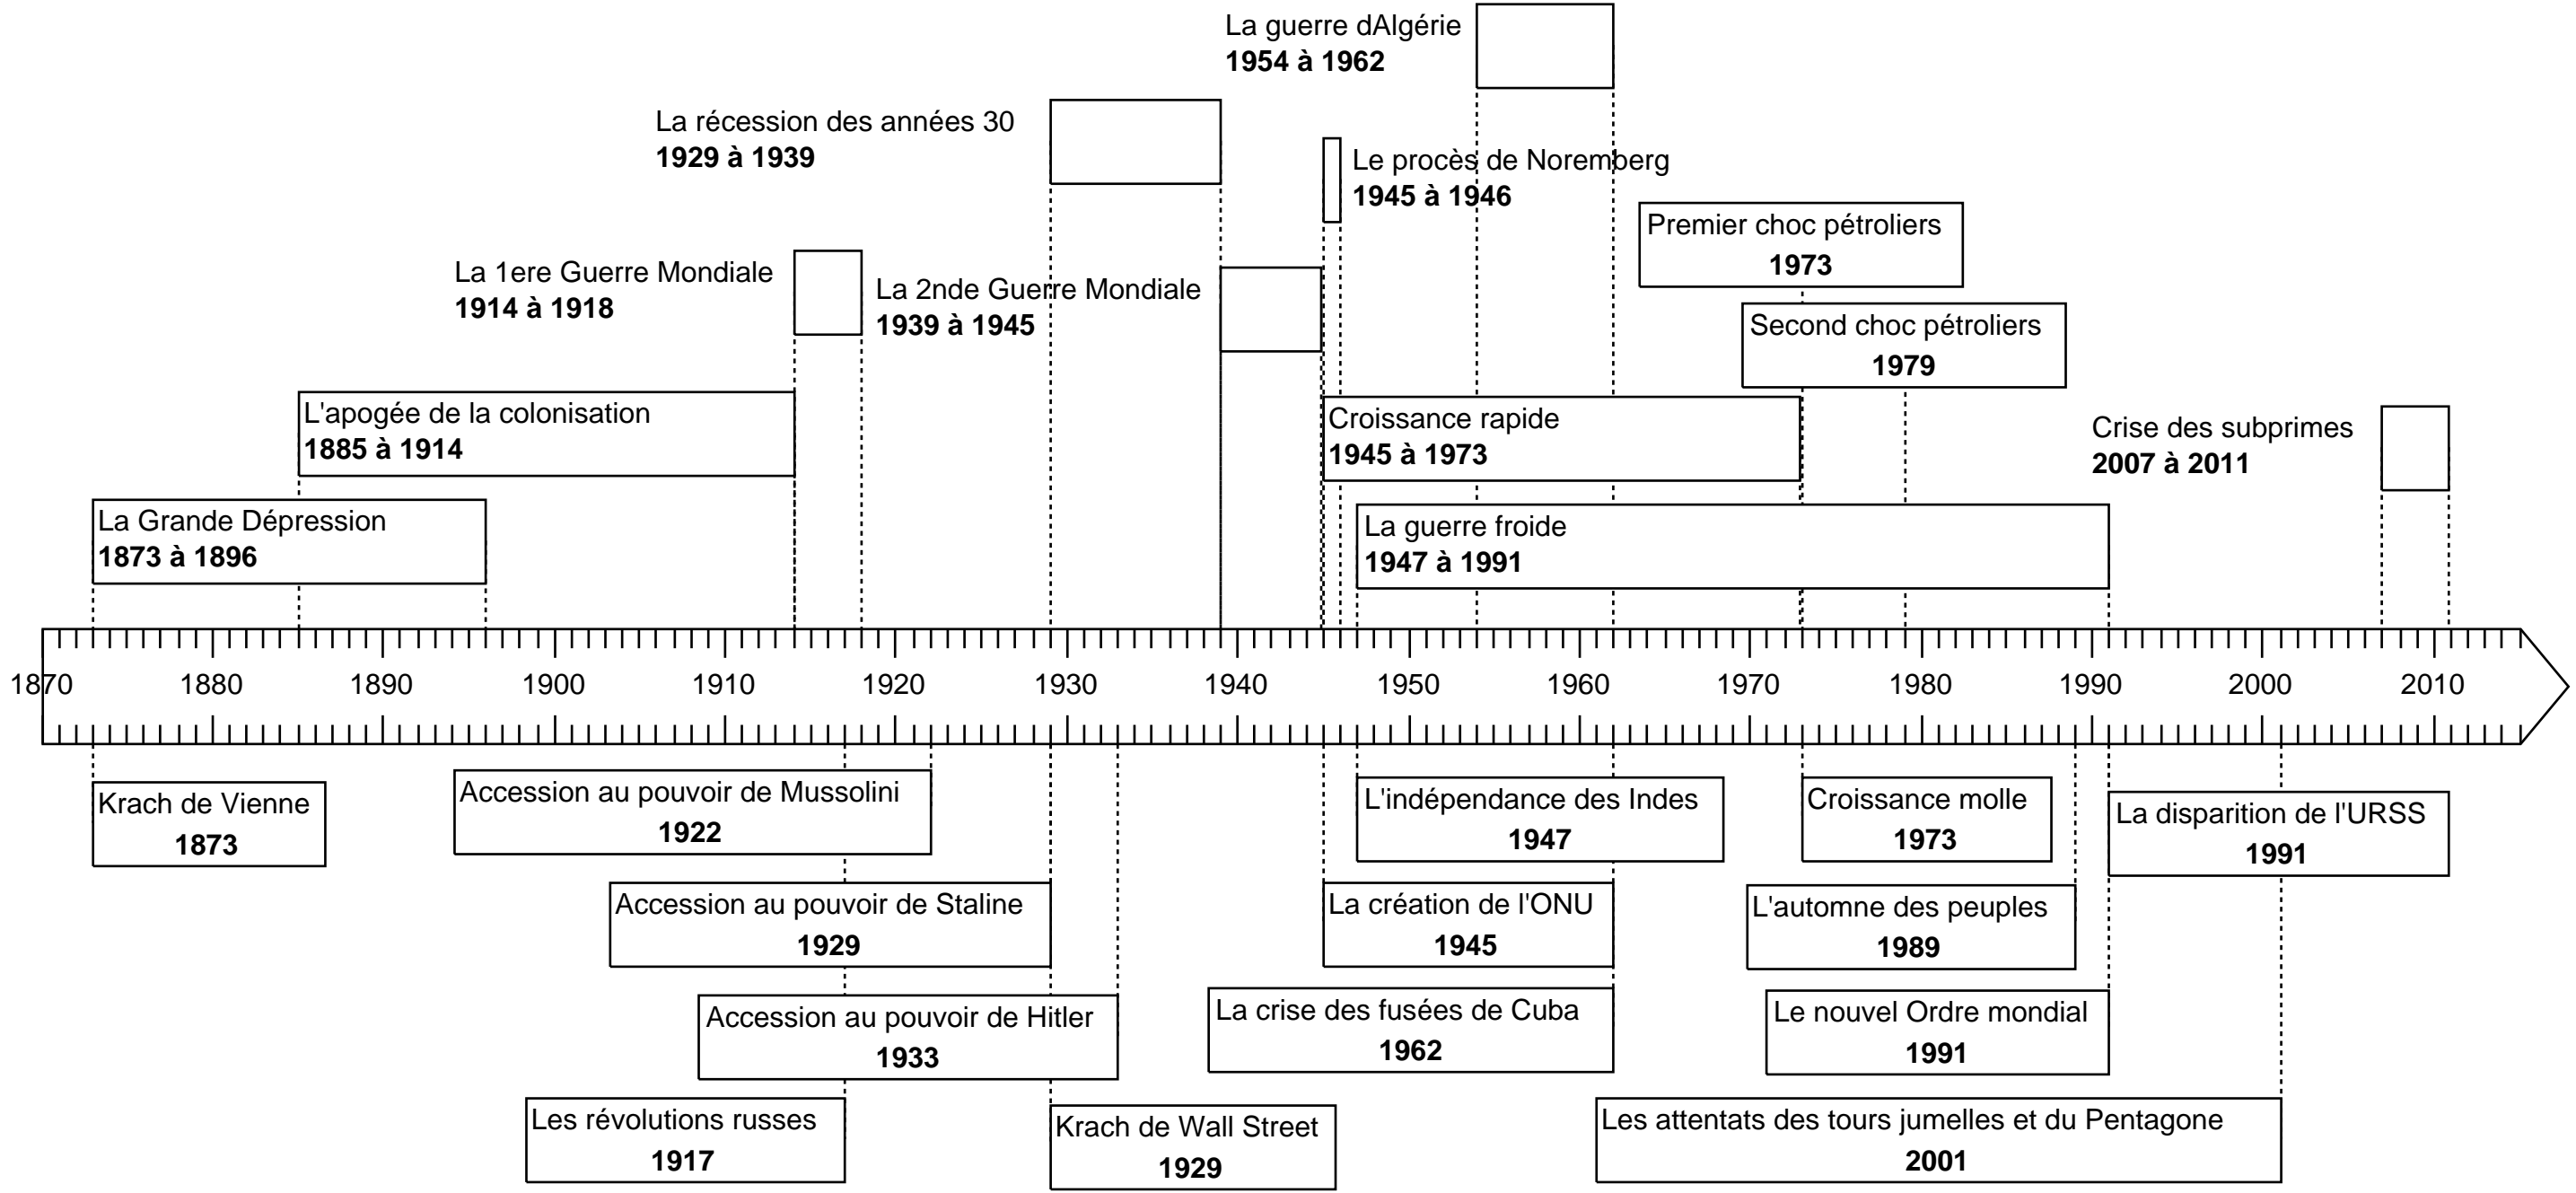 La guerre dAlgérie
1954 à 1962
La récession des années 30
1929 à 1939
Le procès de Noremberg
1945 à 1946
Premier choc pétroliers
1973
La 1ere Guerre Mondiale
1914 à 1918
La 2nde Guerre Mondiale
1939 à 1945
Second choc pétroliers
1979
L'apogée de la colonisation
1885 à 1914
Croissance rapide
1945 à 1973
Crise des subprimes
2007 à 2011
La Grande Dépression
1873 à 1896
La guerre froide
1947 à 1991
1870 1880 1890 1900 1910 1920 1930 1940 1950 1960 1970 1980 1990 2000 2010
Krach de Vienne
1873
Accession au pouvoir de Mussolini
1922
L'indépendance des Indes
1947
Croissance molle
1973
La disparition de l'URSS
1991
Accession au pouvoir de Staline
1929
La création de l'ONU
1945
L'automne des peuples
1989
Accession au pouvoir de Hitler
1933
La crise des fusées de Cuba
1962
Le nouvel Ordre mondial
1991
Les révolutions russes
1917
Krach de Wall Street
1929
Les attentats des tours jumelles et du Pentagone
2001